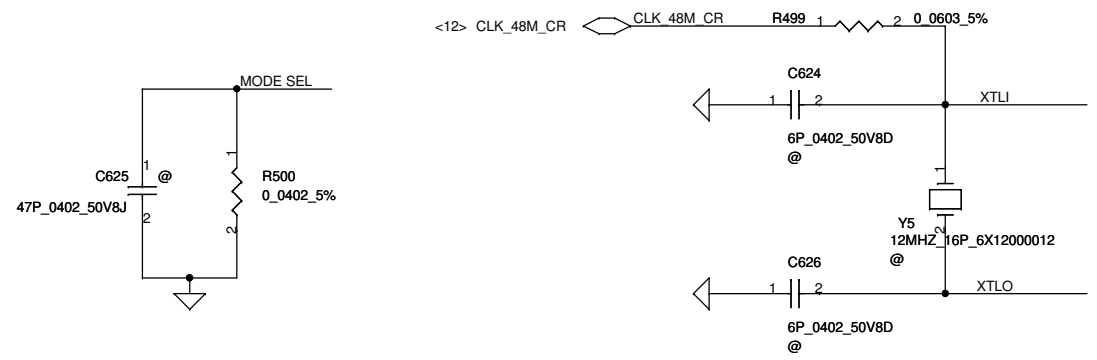 <12> CLK_48M_CR
CLK_48M_CR
R499
1
2
0_0603_5%
C624
1
2
XTLI
6P_0402_50V8D
@
MODE SEL
1
C625
1
@
R500
0_0402_5%
47P_0402_50V8J
2
2
1
Y5
2
12MHZ_16P_6X12000012
@
C626
1
2
XTLO
6P_0402_50V8D
@